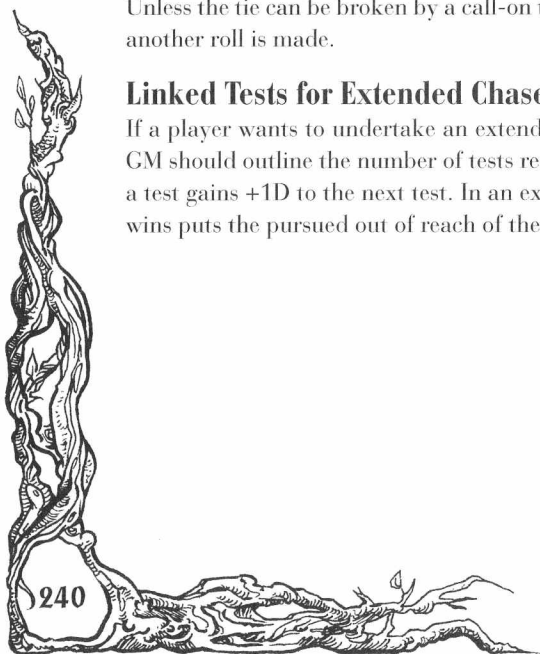 Unless the tie can be broken by a call-on
another roll is made.
Linked Tests for Extended Chase
If a player wants to undertake an extend
GM should outline the number of tests re
a test gains +1D to the next test. In an ex
wins puts the pursued out of reach of the
240